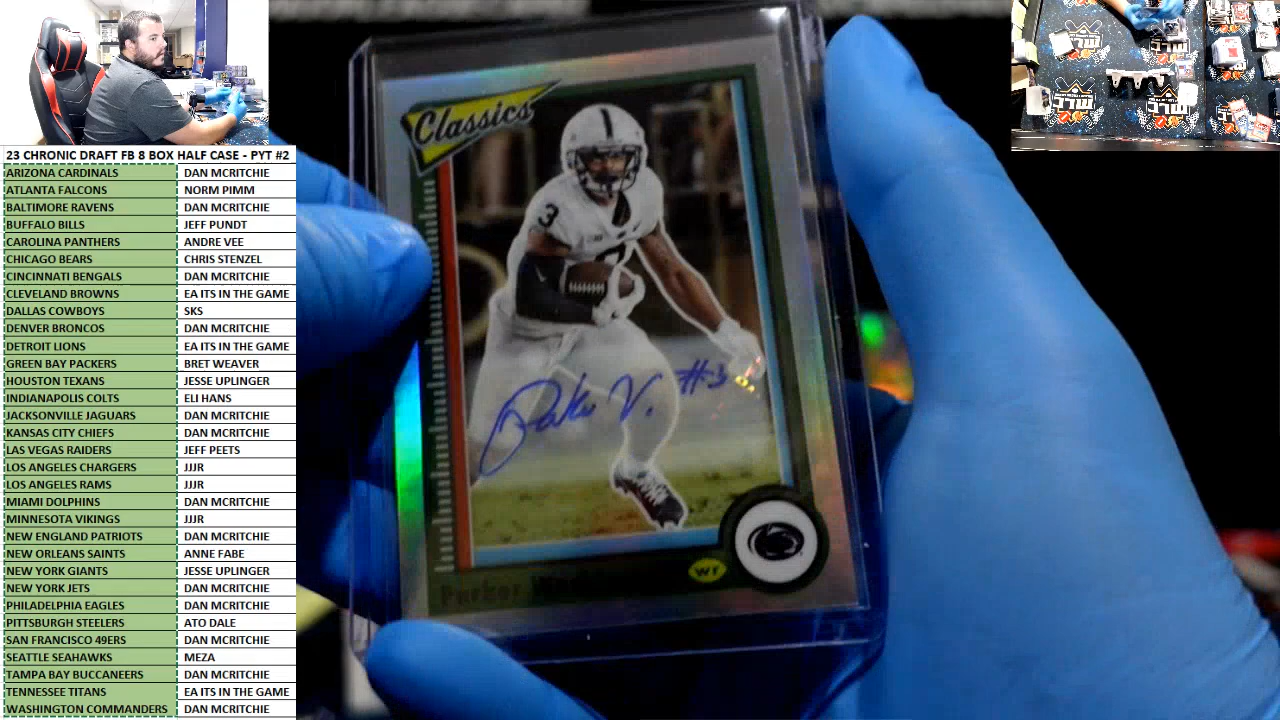 23 CHRONIC DRAFT FB 8 BOX HALF CASE - PYT #2
ARIZONA CARDINALS DAN MCRITCHIE
ATLANTA FALCONS NORM PIMM
BALTIMORE RAVENS DAN MCRITCHIE
BUFFALO BILLS JEFF PUNDT
CAROLINA PANTHERS ANDRE VEE
CHICAGO BEARS CHRIS STENZEL
CINCINNATI BENGALS DAN MCRITCHIE
CLEVELAND BROWNS EA ITS IN THE GAME
DALLAS COWBOYS SKS
DENVER BRONCOS DAN MCRITCHIE
DETROIT LIONS EA ITS IN THE GAME
GREEN BAY PACKERS BRET WEAVER
HOUSTON TEXANS JESSE UPLINGER
INDIANAPOLIS COLTS ELI HANS
JACKSONVILLE JAGUARS DAN MCRITCHIE
KANSAS CITY CHIEFS DAN MCRITCHIE
LAS VEGAS RAIDERS JEFF PEETS
LOS ANGELES CHARGERS JJJR
LOS ANGELES RAMS JJJR
MIAMI DOLPHINS DAN MCRITCHIE
MINNESOTA VIKINGS JJJR
NEW ENGLAND PATRIOTS DAN MCRITCHIE
NEW ORLEANS SAINTS ANNE FABE
NEW YORK GIANTS JESSE UPLINGER
NEW YORK JETS DAN MCRITCHIE
PHILADELPHIA EAGLES DAN MCRITCHIE
PITTSBURGH STEELERS ATO DALE
SAN FRANCISCO 49ERS DAN MCRITCHIE
SEATTLE SEAHAWKS MEZA
TAMPA BAY BUCCANEERS DAN MCRITCHIE
TENNESSEE TITANS EA ITS IN THE GAME
WASHINGTON COMMANDERS DAN MCRITCHIE
Classics
3
#3
WR
Parker